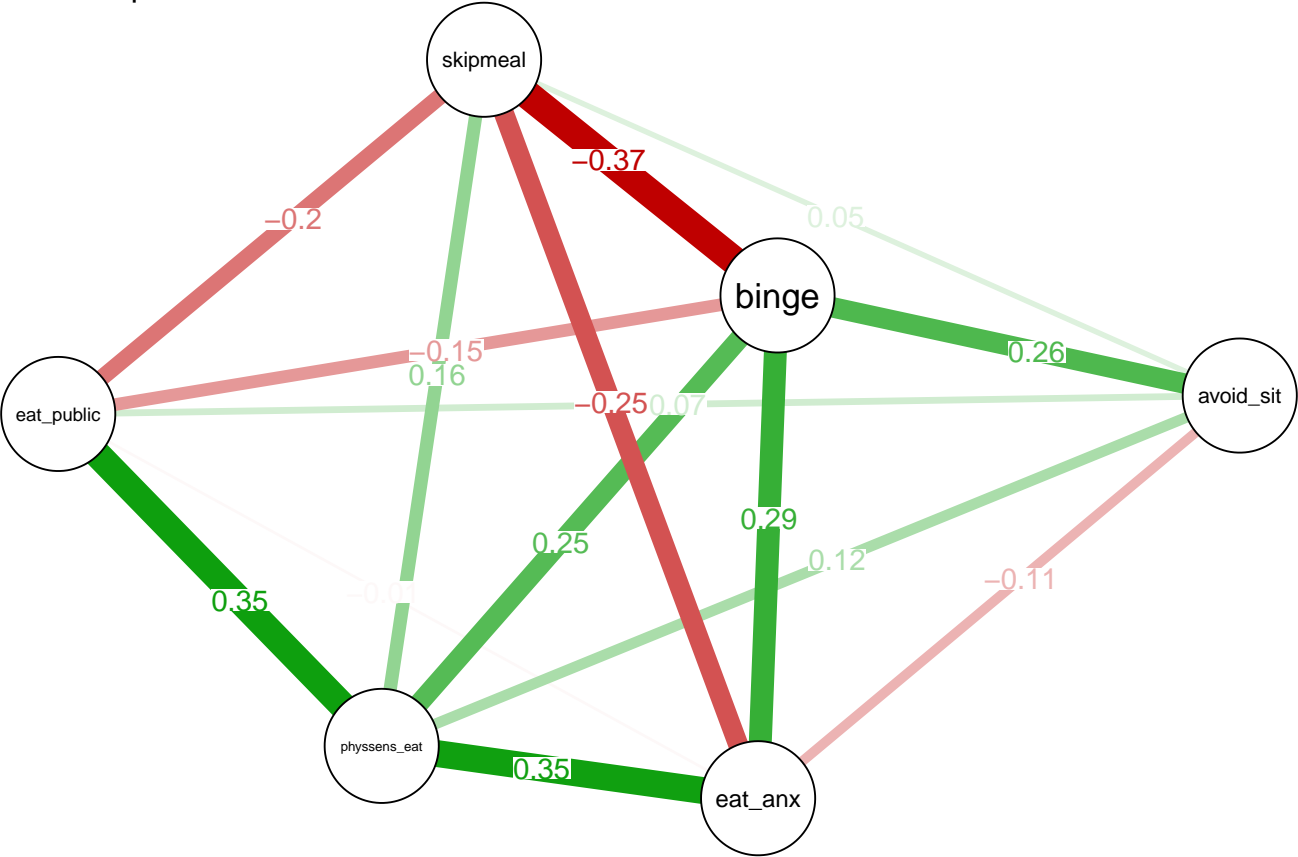 skipmeal
−0.37
−0.2
0.05
binge
−0.15
0.26
0.16
eat_public
−0.25
0.07
avoid_sit
0.29
0.25
0.12
−0.11
−0.01
0.35
physsens_eat
0.35
eat_anx